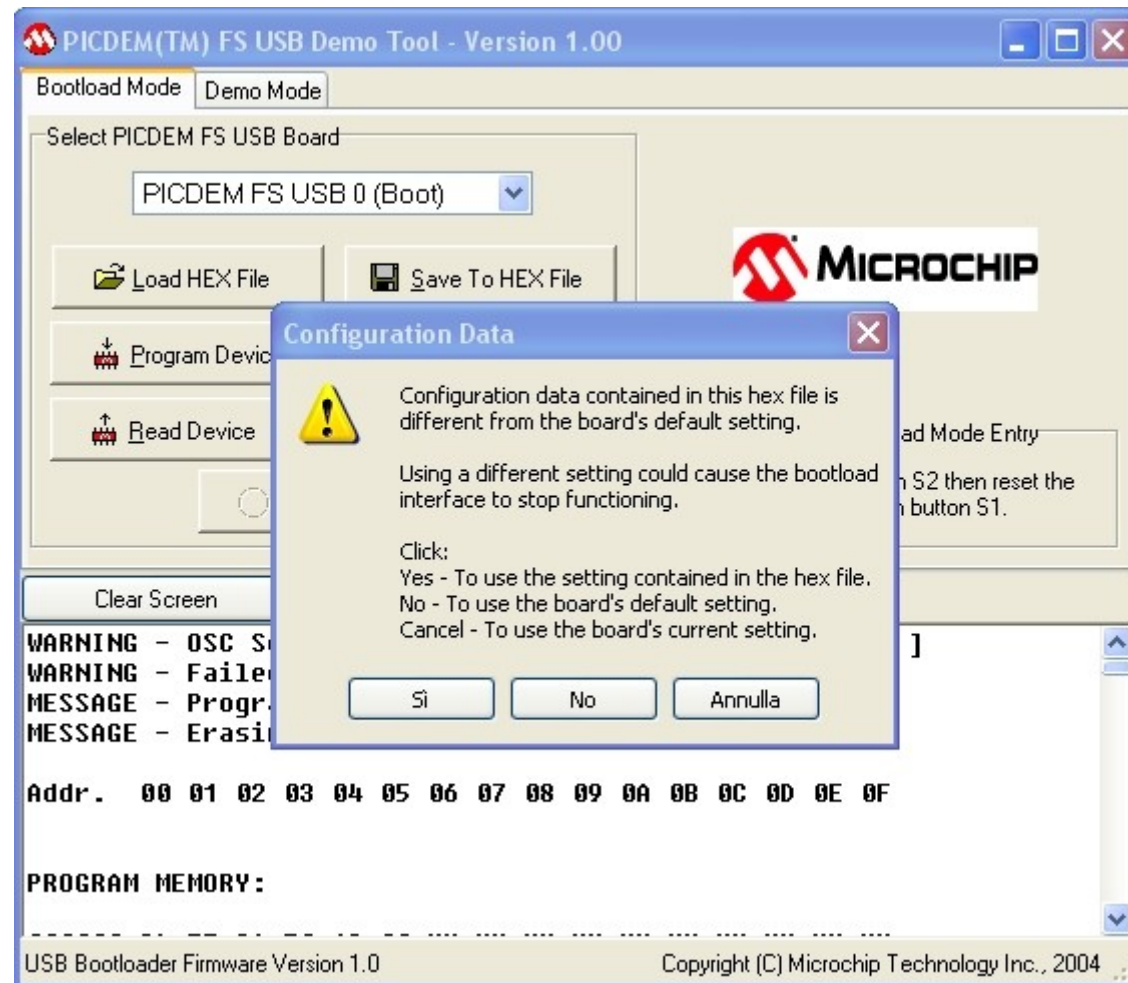 PICDEM(TM) FS USB Demo Tool - Version 1.00
Bootload Mode Demo Mode
Select PICDEM FS USB Board
PICDEM FS USB 0 (Boot)
Load HEX File Save To HEX File
MICROCHIP
Configuration Data
Program Devic
Configuration data contained in this hex file is
different from the board's default setting.
Read Device
ad Mode Entry
Using a different setting could cause the bootload
interface to stop functioning.
S2 then reset the
button S1.
Click:
Yes - To use the setting contained in the hex file.
No - To use the board's default setting.
Cancel - To use the board's current setting.
Clear Screen
Sì No Annulla
WARNING - OSC S ]
WARNING - Faile
MESSAGE - Progr
MESSAGE - Erasi
Addr. 00 01 02 03 04 05 06 07 08 09 0A 0B 0C 0D 0E 0F
PROGRAM MEMORY:
USB Bootloader Firmware Version 1.0 Copyright (C) Microchip Technology Inc., 2004